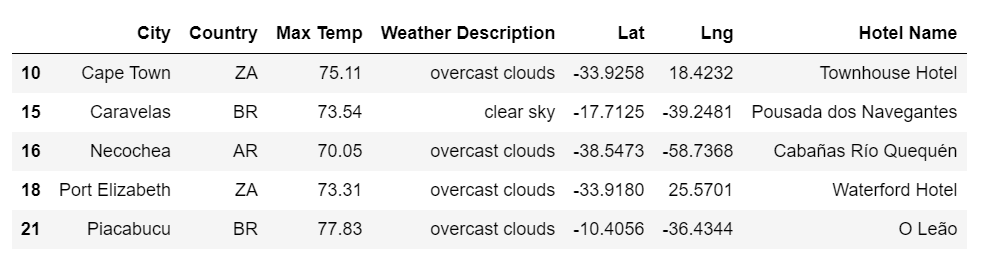 City Country Max Temp Weather Description Lat Lng Hotel Name
10 Cape Town ZA 75.11 overcast clouds -33.9258 18.4232 Townhouse Hotel
15 Caravelas BR 73.54 clear sky -17.7125 -39.2481 Pousada dos Navegantes
16 Necochea AR 70.05 overcast clouds -38.5473 -58.7368 Cabañas Río Quequén
18 Port Elizabeth ZA 73.31 overcast clouds -33.9180 25.5701 Waterford Hotel
21 Piacabucu BR 77.83 overcast clouds -10.4056 -36.4344 O Leão